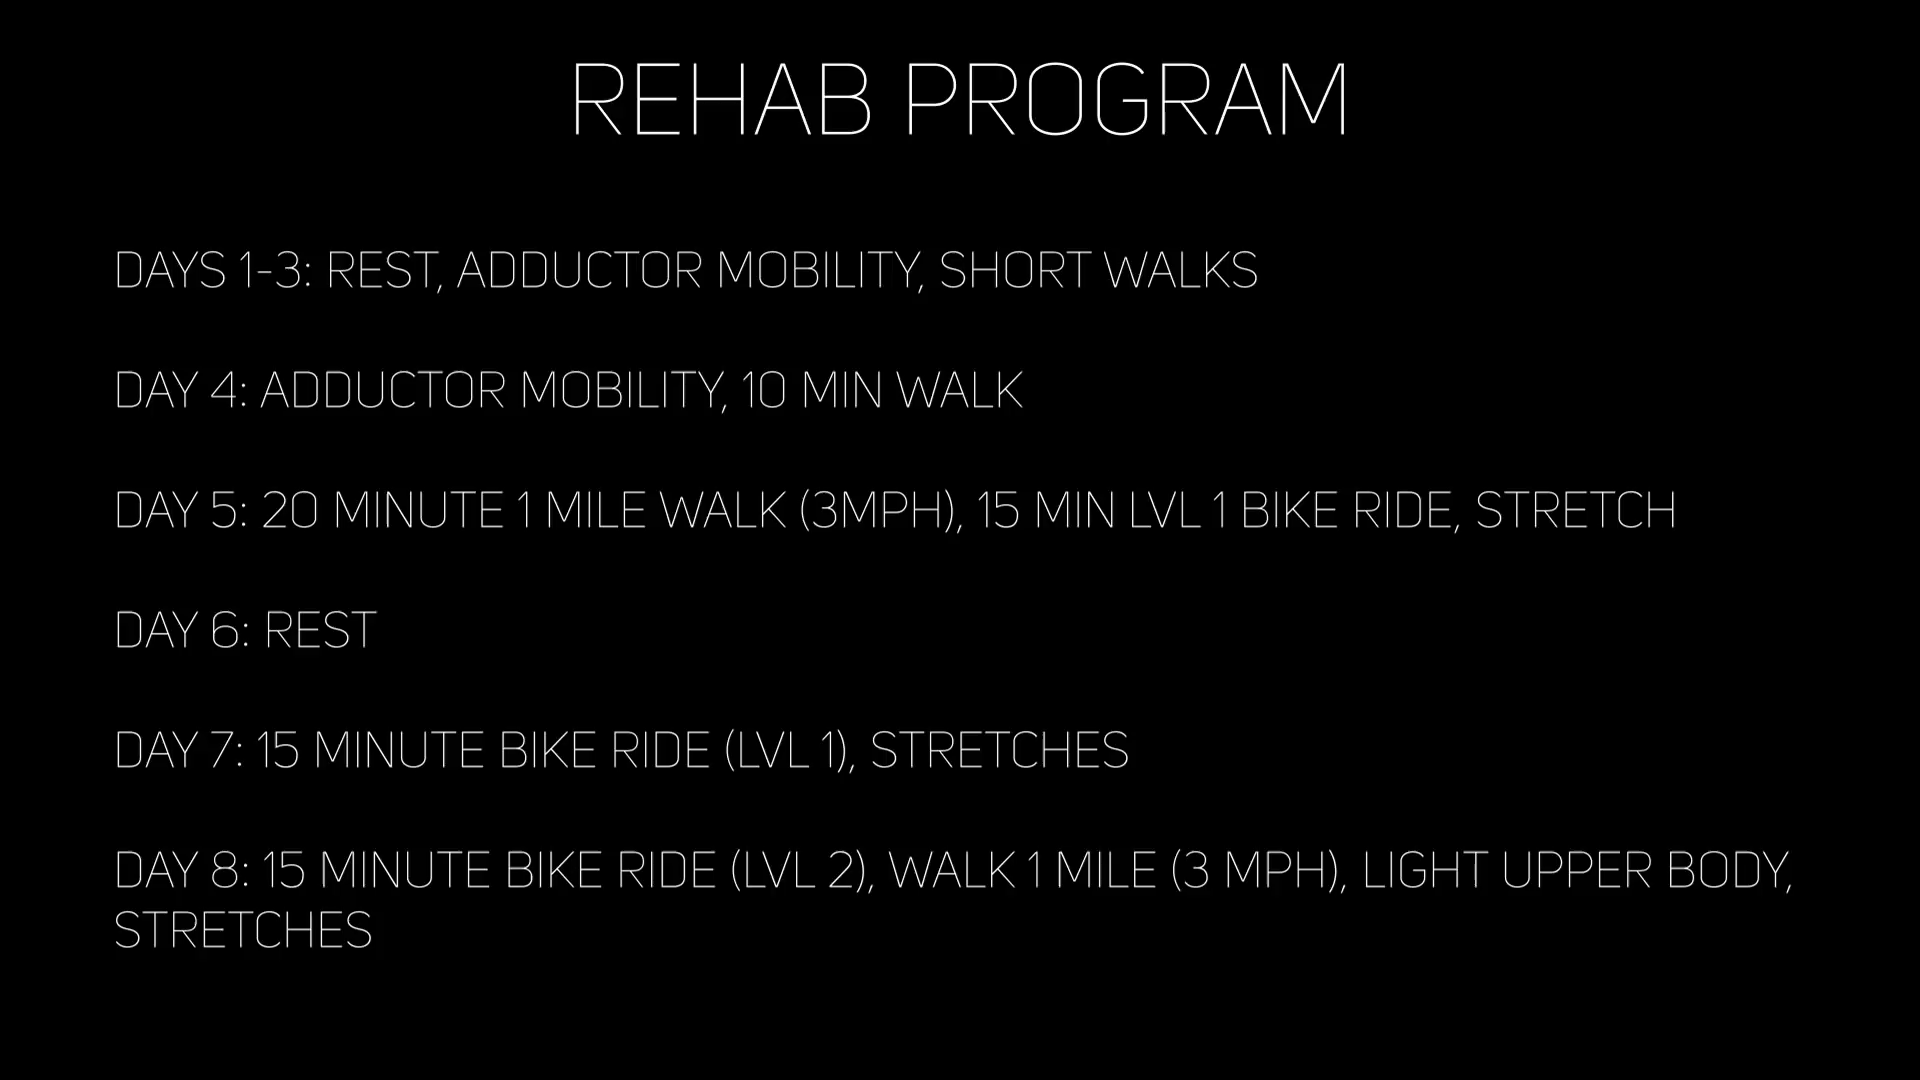 REHAB PROGRAM
DAYS 1-3: REST, ADDUCTOR MOBILITY, SHORT WALKS
DAY 4: ADDUCTOR MOBILITY, 10 MIN WALK
DAY 5: 20 MINUTE 1 MILE WALK (3MPH), 15 MIN LVL 1 BIKE RIDE, STRETCH
DAY 6: REST
DAY 7: 15 MINUTE BIKE RIDE (LVL 1), STRETCHES
DAY 8: 15 MINUTE BIKE RIDE (LVL 2), WALK 1 MILE (3 MPH), LIGHT UPPER BODY,
STRETCHES